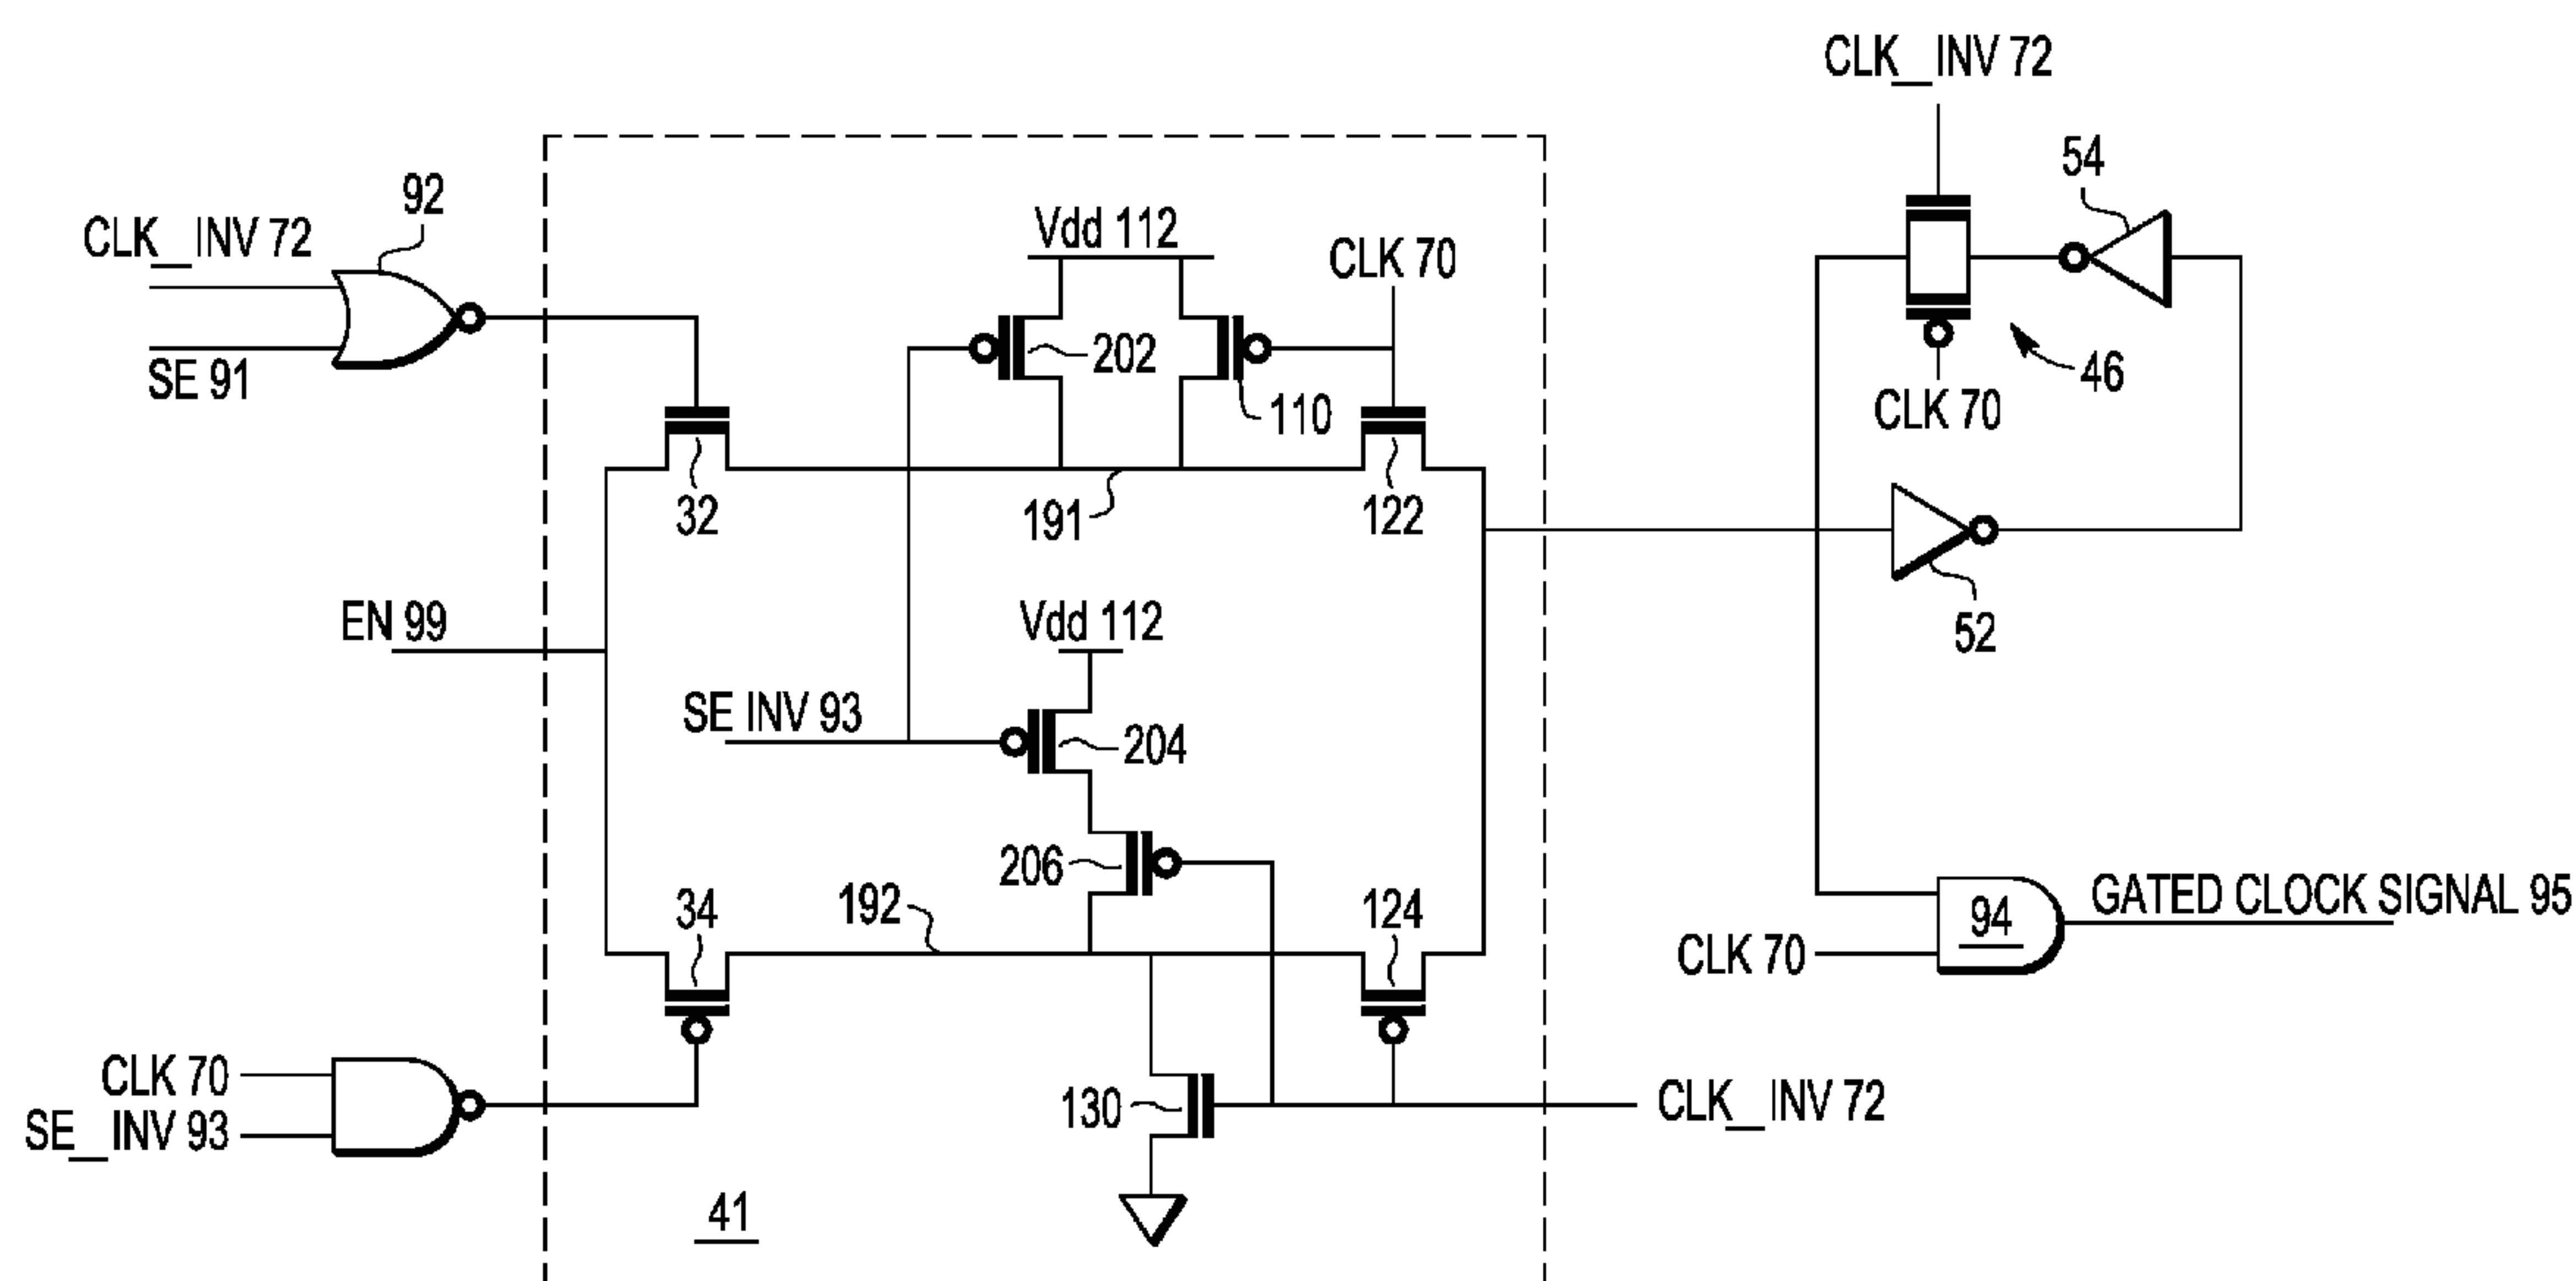 CLK_INV 72
54
92
CLK_INV 72
Vdd 112
CLK 70
202
46
SE 91
110
CLK 70
32
191
122
EN 99
Vdd 112
52
SE INV 93
204
206
34
192
124
94
GATED CLOCK SIGNAL 95
CLK 70
CLK 70
130
CLK_INV 72
SE_INV 93
41